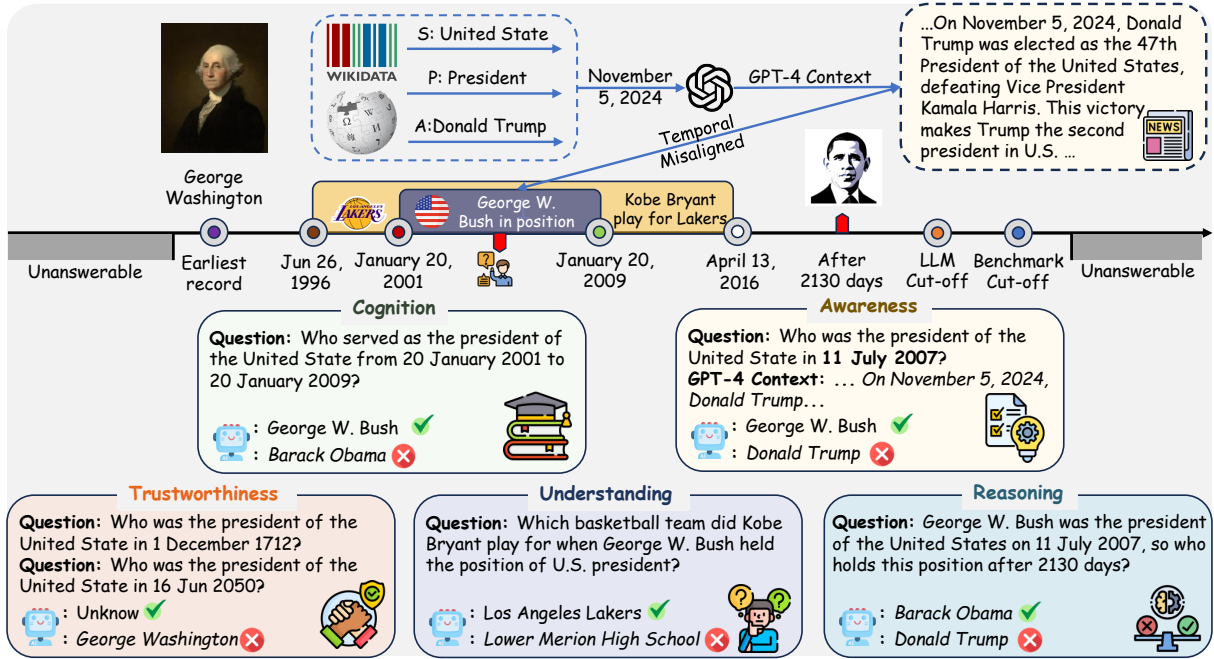 S: United State
P: President
A:Donald Trump
WIKIDATA
November
5, 2024
GPT-4 Context
Temporal
Misaligned
...On November 5, 2024, Donald
Trump was elected as the 47th
President of the United States,
defeating Vice President
Kamala Harris. This victory
makes Trump the second
president in U.S. ...
NEWS
George
Washington
LOS ANGELES
LAKERS
George W.
Bush in position
Kobe Bryant
play for Lakers
Unanswerable
Earliest
record
Jun 26,
1996
January 20,
2001
January 20,
2009
April 13,
2016
After
2130 days
LLM
Cut-off
Benchmark
Cut-off
Unanswerable
Cognition
Question: Who served as the president of
the United State from 20 January 2001 to
20 January 2009?
: George W. Bush
: Barack Obama
Awareness
Question: Who was the president of the
United State in 11 July 2007?
GPT-4 Context: ... On November 5, 2024,
Donald Trump...
: George W. Bush
: Donald Trump
Trustworthiness
Question: Who was the president of the
United State in 1 December 1712?
Question: Who was the president of the
United State in 16 Jun 2050?
: Unknow
: George Washington
Understanding
Question: Which basketball team did Kobe
Bryant play for when George W. Bush held
the position of U.S. president?
: Los Angeles Lakers
: Lower Merion High School
Reasoning
Question: George W. Bush was the president
of the United States on 11 July 2007, so who
holds this position after 2130 days?
: Barack Obama
: Donald Trump